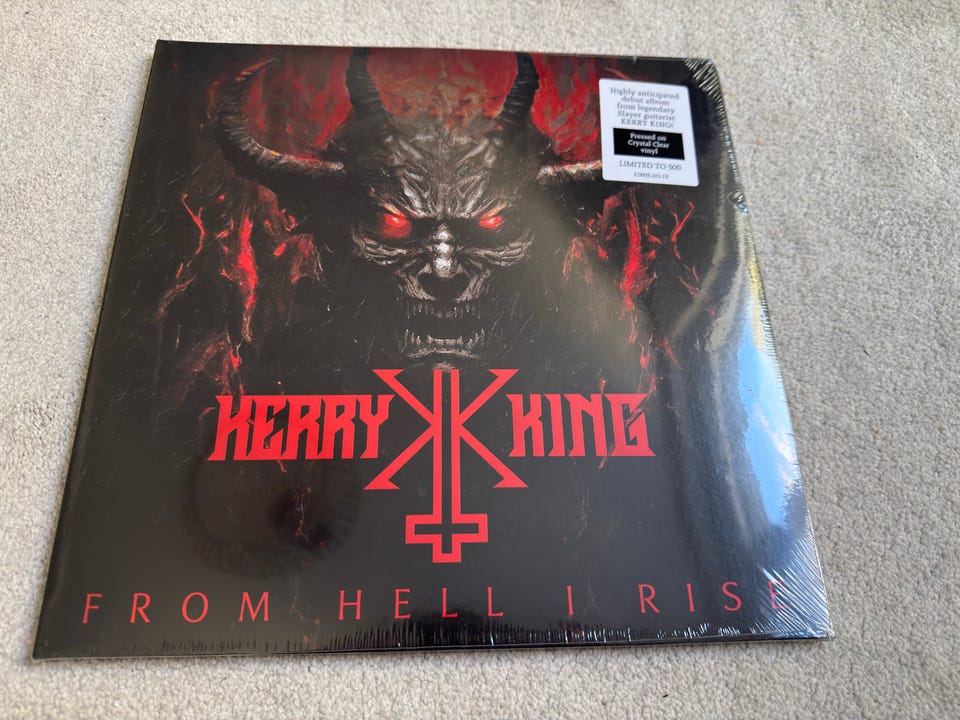 Highly anticipated
debut album
from legendary
Slayer guitarist
KERRY KING!
Pressed on
Crystal Clear
vinyl
LIMITED TO 500
KERRY KING
FROM HELL I RISE